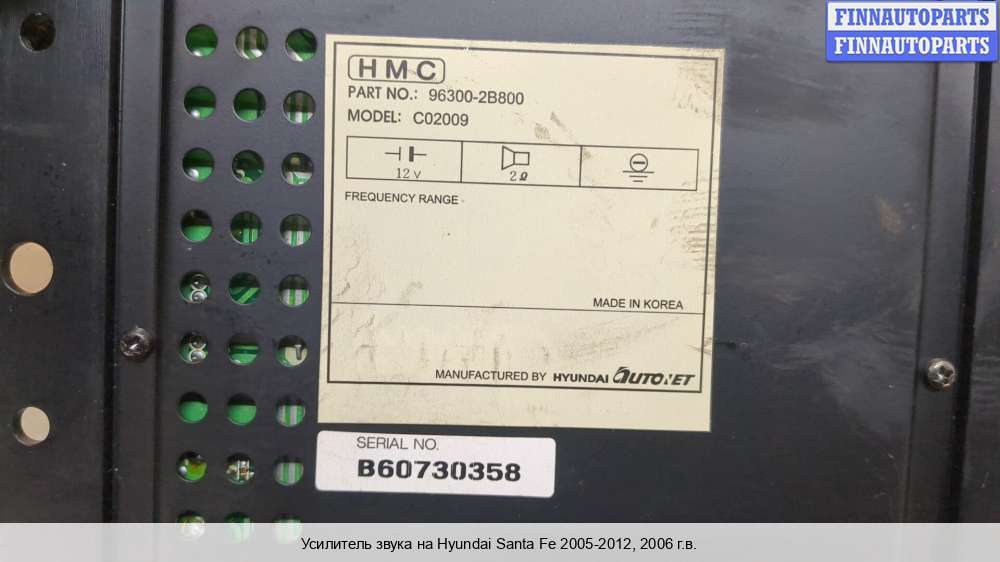 FINNAUTOPARTS
FINNAUTOPARTS
HMC
PART NO.: 96300-2B800
MODEL: C02009
12 V
2 Ω
FREQUENCY RANGE
MADE IN KOREA
MANUFACTURED BY HYUNDAI AUTONET
SERIAL NO.
B60730358
Усилитель звука на Hyundai Santa Fe 2005-2012, 2006 г.в.